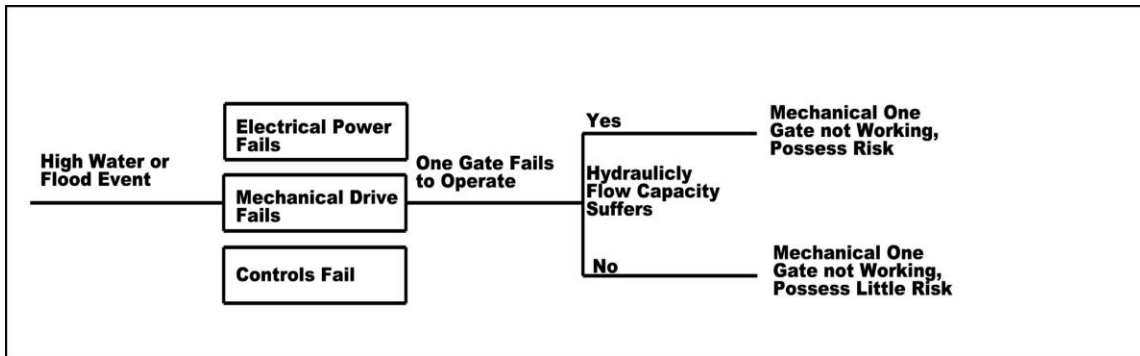 High Water or
Flood Event
Electrical Power
Fails
Mechanical Drive
Fails
Controls Fail
One Gate Fails
to Operate
Yes
Hydraulicly
Flow Capacity
Suffers
No
Mechanical One
Gate not Working,
Possess Risk
Mechanical One
Gate not Working,
Possess Little Risk